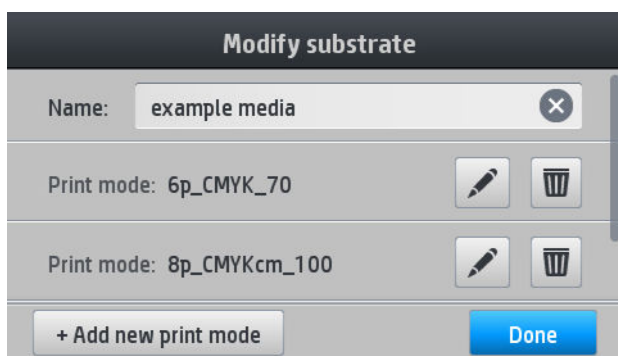 Modify substrate
Name: example media
Print mode: 6p_CMYK_70
Print mode: 8p_CMYKcm_100
+ Add new print mode Done